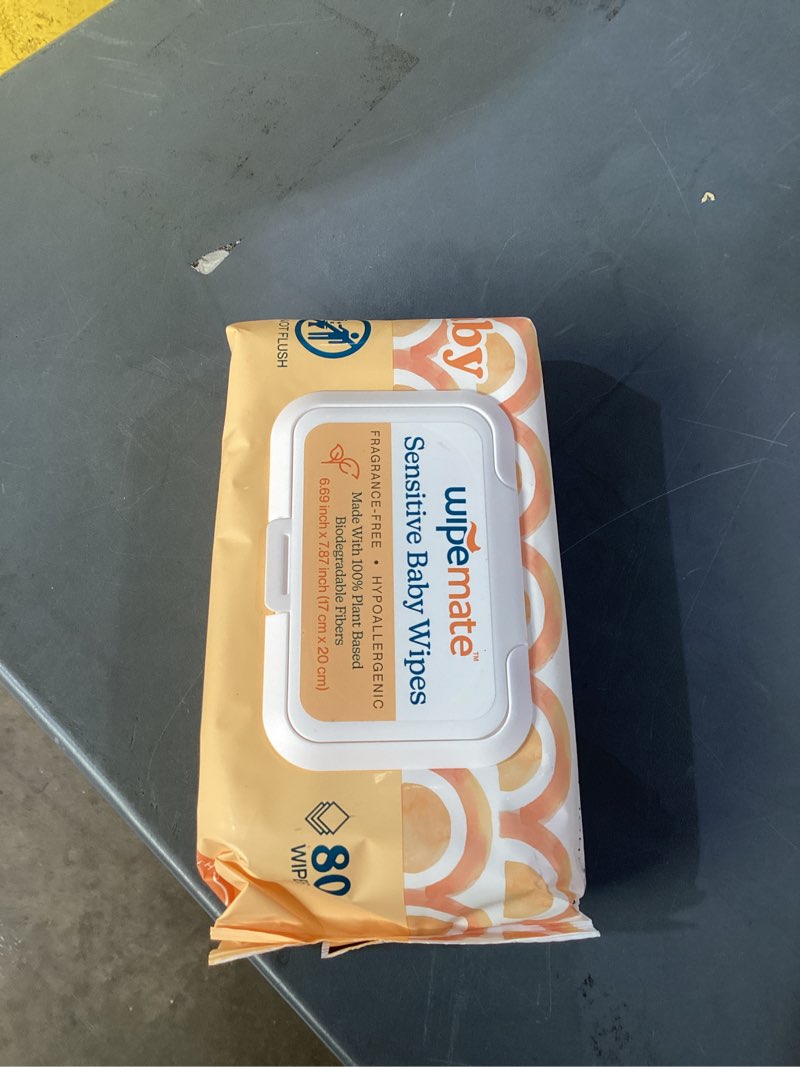 by
wipemate™
Sensitive Baby Wipes
FRAGRANCE-FREE • HYPOALLERGENIC
Made With 100% Plant Based
Biodegradable Fibers
6.69 inch x 7.87 inch (17 cm x 20 cm)
FLUSH
80